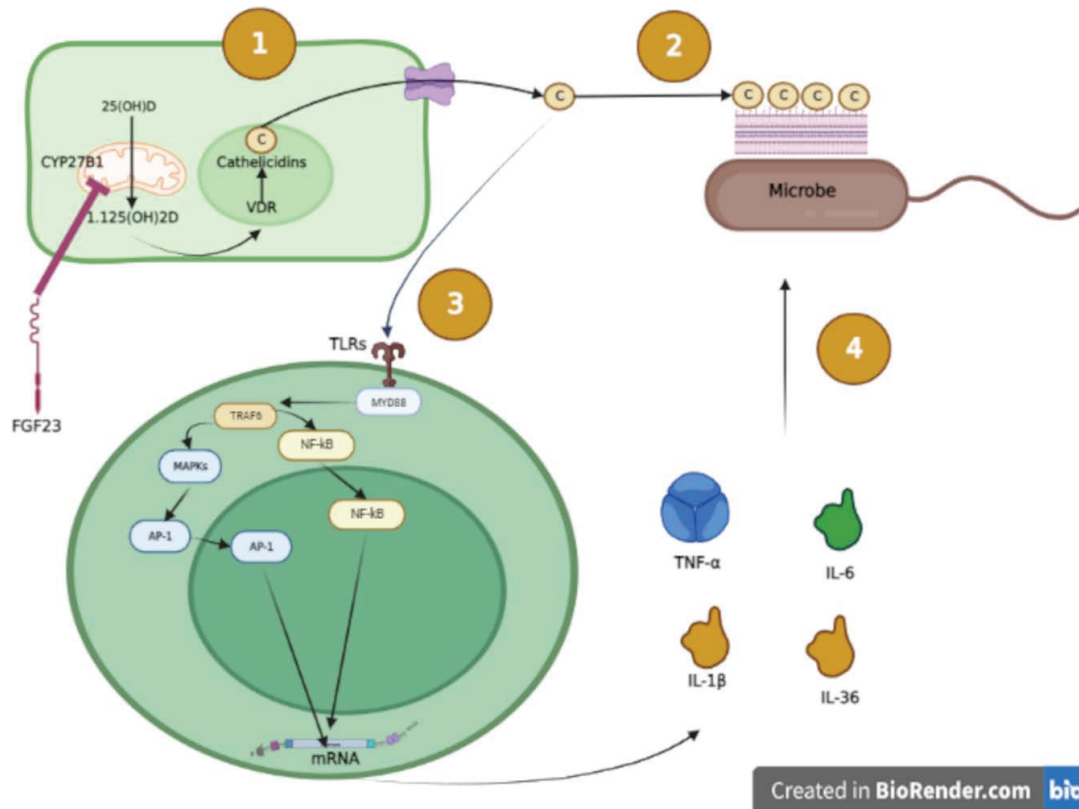 1
2
25(OH)D
C
C
C
C
C
C
CYP27B1
Cathelicidins
Microbe
VDR
1.125(OH)2D
3
TLRs
4
MYD88
TRAF6
FGF23
NF-kB
MAPKs
NF-kB
AP-1
AP-1
TNF-α
IL-6
IL-1β
IL-36
mRNA
Created in BioRender.com